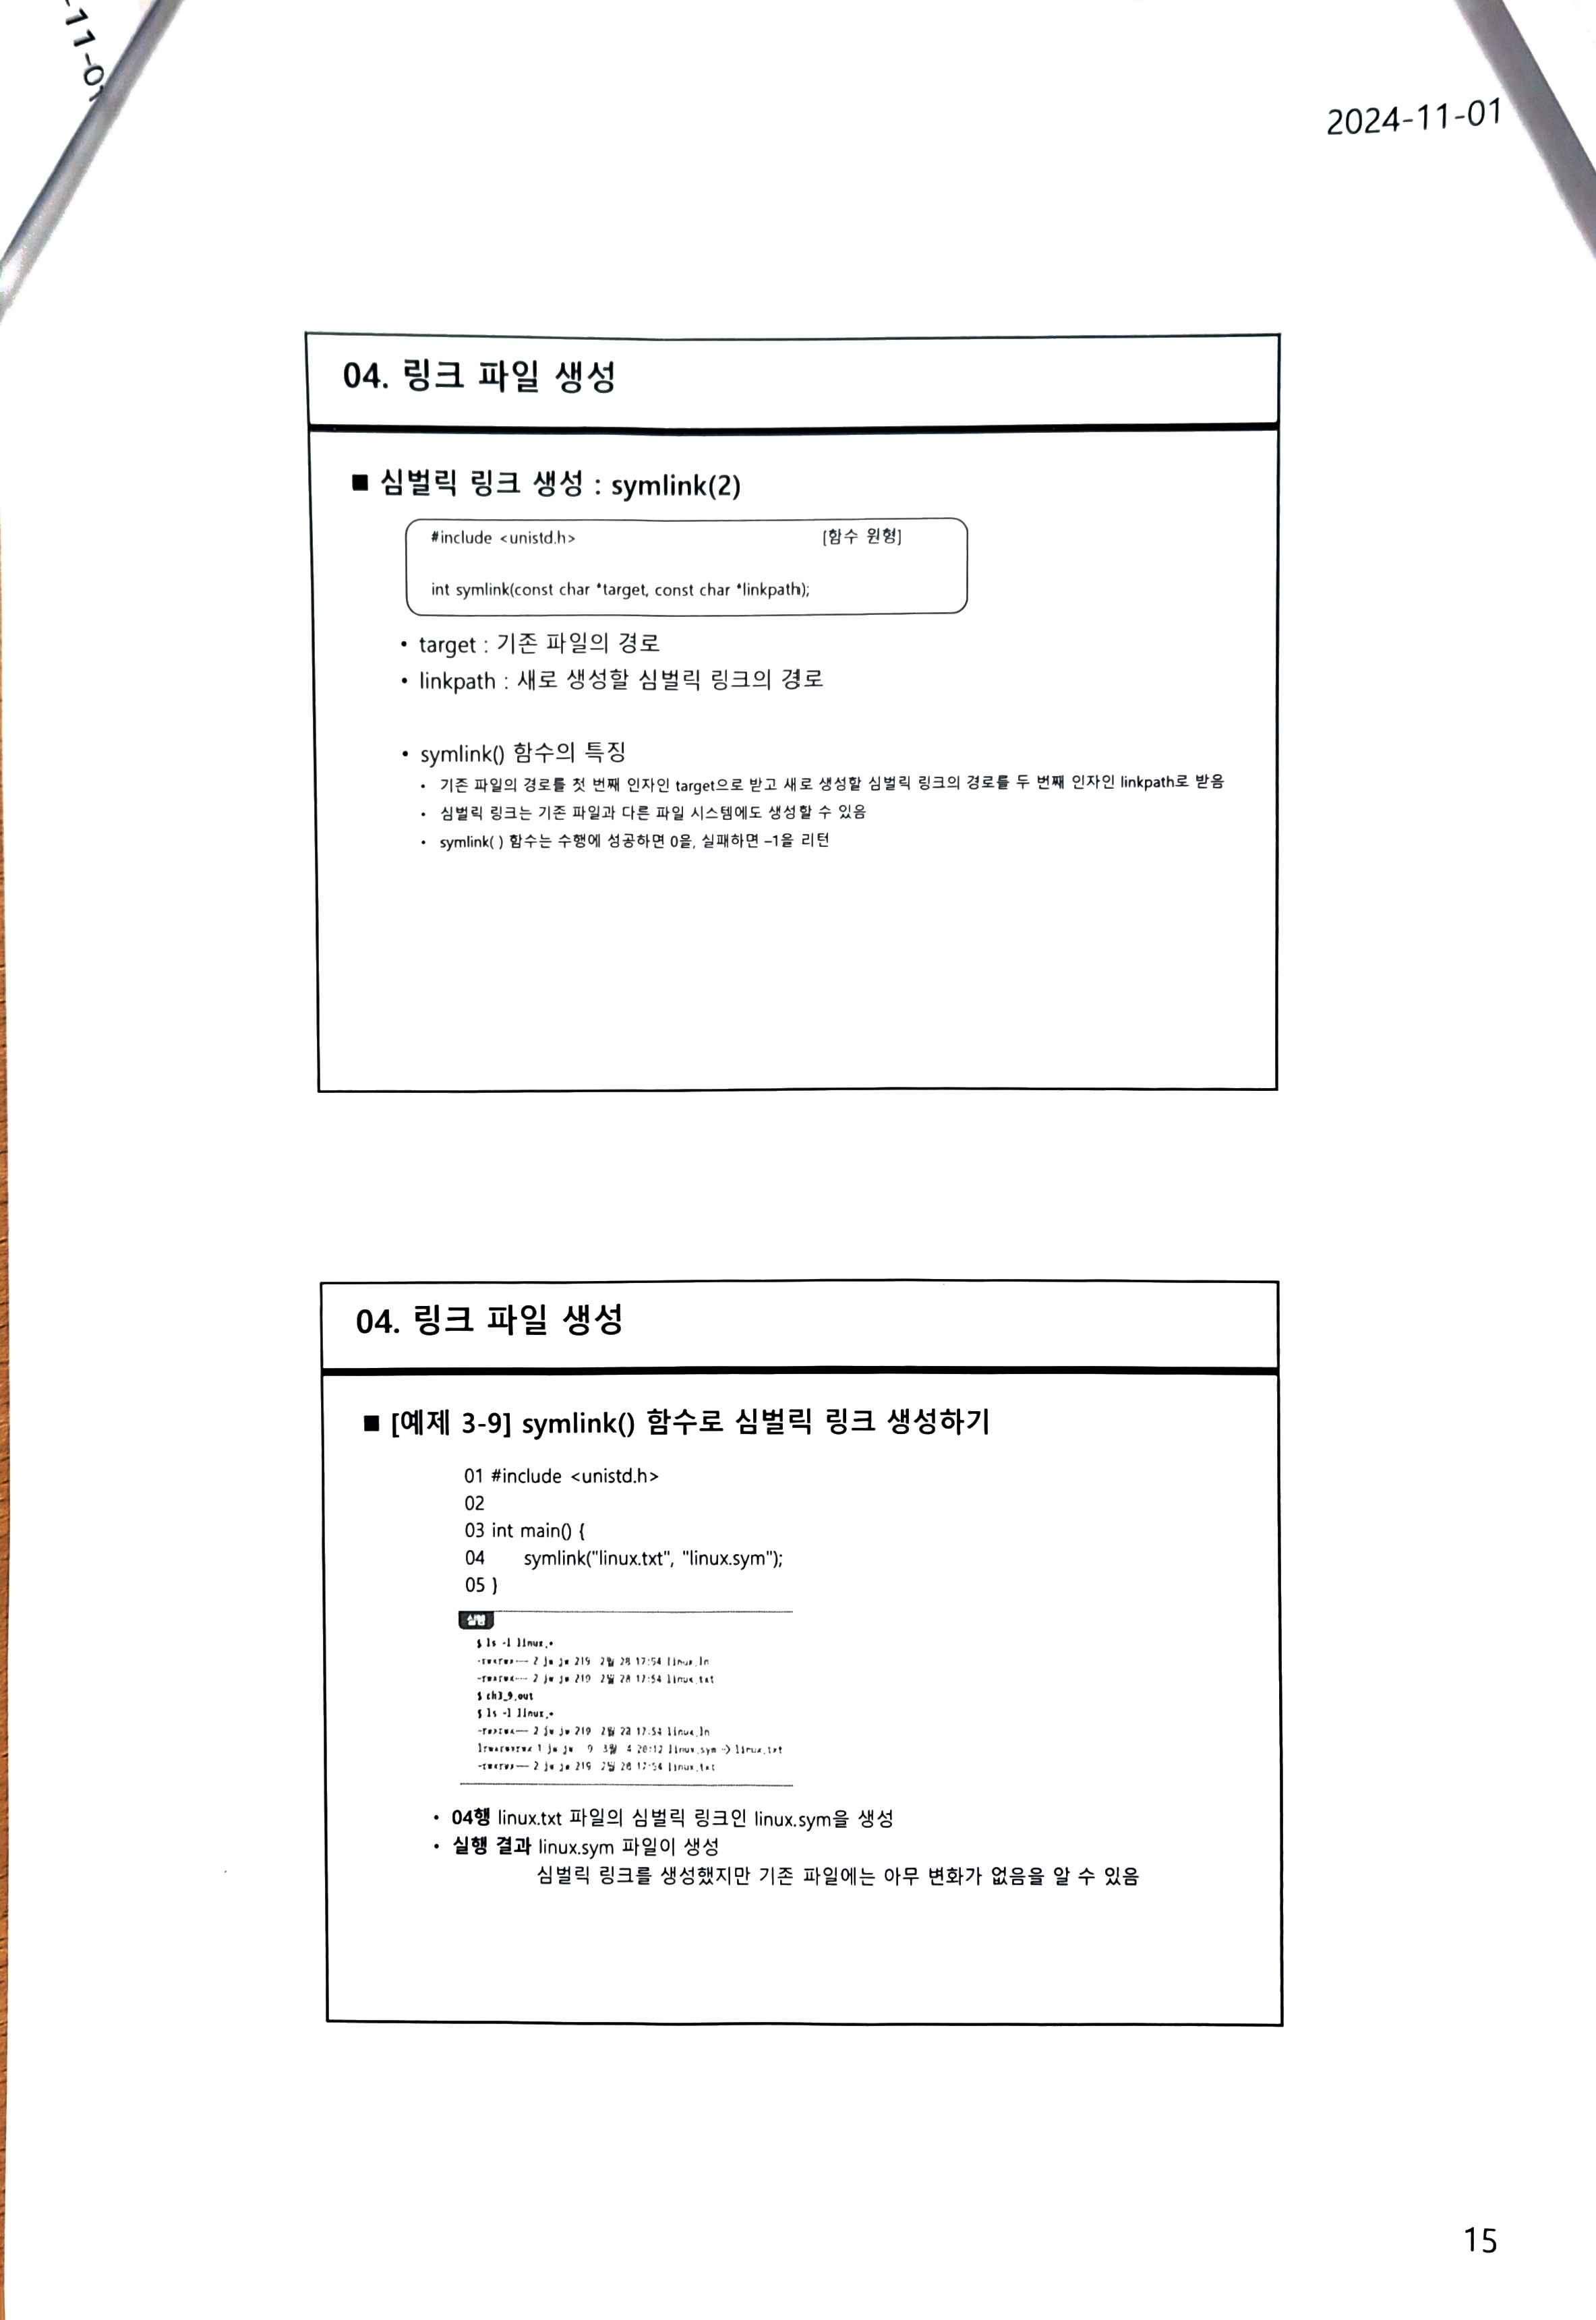 -11-01
2024-11-01
04. 링크 파일 생성
■ 심벌릭 링크 생성 : symlink(2)
#include <unistd.h> [함수 원형]
int symlink(const char *target, const char *linkpath);
• target : 기존 파일의 경로
• linkpath : 새로 생성할 심벌릭 링크의 경로
• symlink() 함수의 특징
• 기존 파일의 경로를 첫 번째 인자인 target으로 받고 새로 생성할 심벌릭 링크의 경로를 두 번째 인자인 linkpath로 받음
• 심벌릭 링크는 기존 파일과 다른 파일 시스템에도 생성할 수 있음
• symlink( ) 함수는 수행에 성공하면 0을, 실패하면 –1을 리턴
04. 링크 파일 생성
■ [예제 3-9] symlink() 함수로 심벌릭 링크 생성하기
01 #include <unistd.h>
02
03 int main() {
04 symlink("linux.txt", "linux.sym");
05 }
실행
$ ls -l linux.*
-rwxrwx--- 2 jw jw 219 2월 28 17:54 linux.ln
-rwxrwx--- 2 jw jw 219 2월 28 17:54 linux.txt
$ ch3_9.out
$ ls -l linux.*
-rwxrwx--- 2 jw jw 219 2월 28 17:54 linux.ln
lrwxrwxrwx 1 jw jw 9 3월 4 20:12 linux.sym -> linux.txt
-rwxrwx--- 2 jw jw 219 2월 28 17:54 linux.txt
• 04행 linux.txt 파일의 심벌릭 링크인 linux.sym을 생성
• 실행 결과 linux.sym 파일이 생성
심벌릭 링크를 생성했지만 기존 파일에는 아무 변화가 없음을 알 수 있음
15